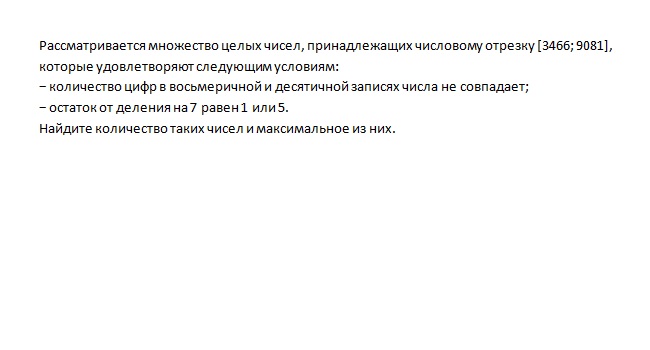 Рассматривается множество целых чисел, принадлежащих числовому отрезку [3466; 9081],
которые удовлетворяют следующим условиям:
− количество цифр в восьмеричной и десятичной записях числа не совпадает;
− остаток от деления на 7 равен 1 или 5.
Найдите количество таких чисел и максимальное из них.